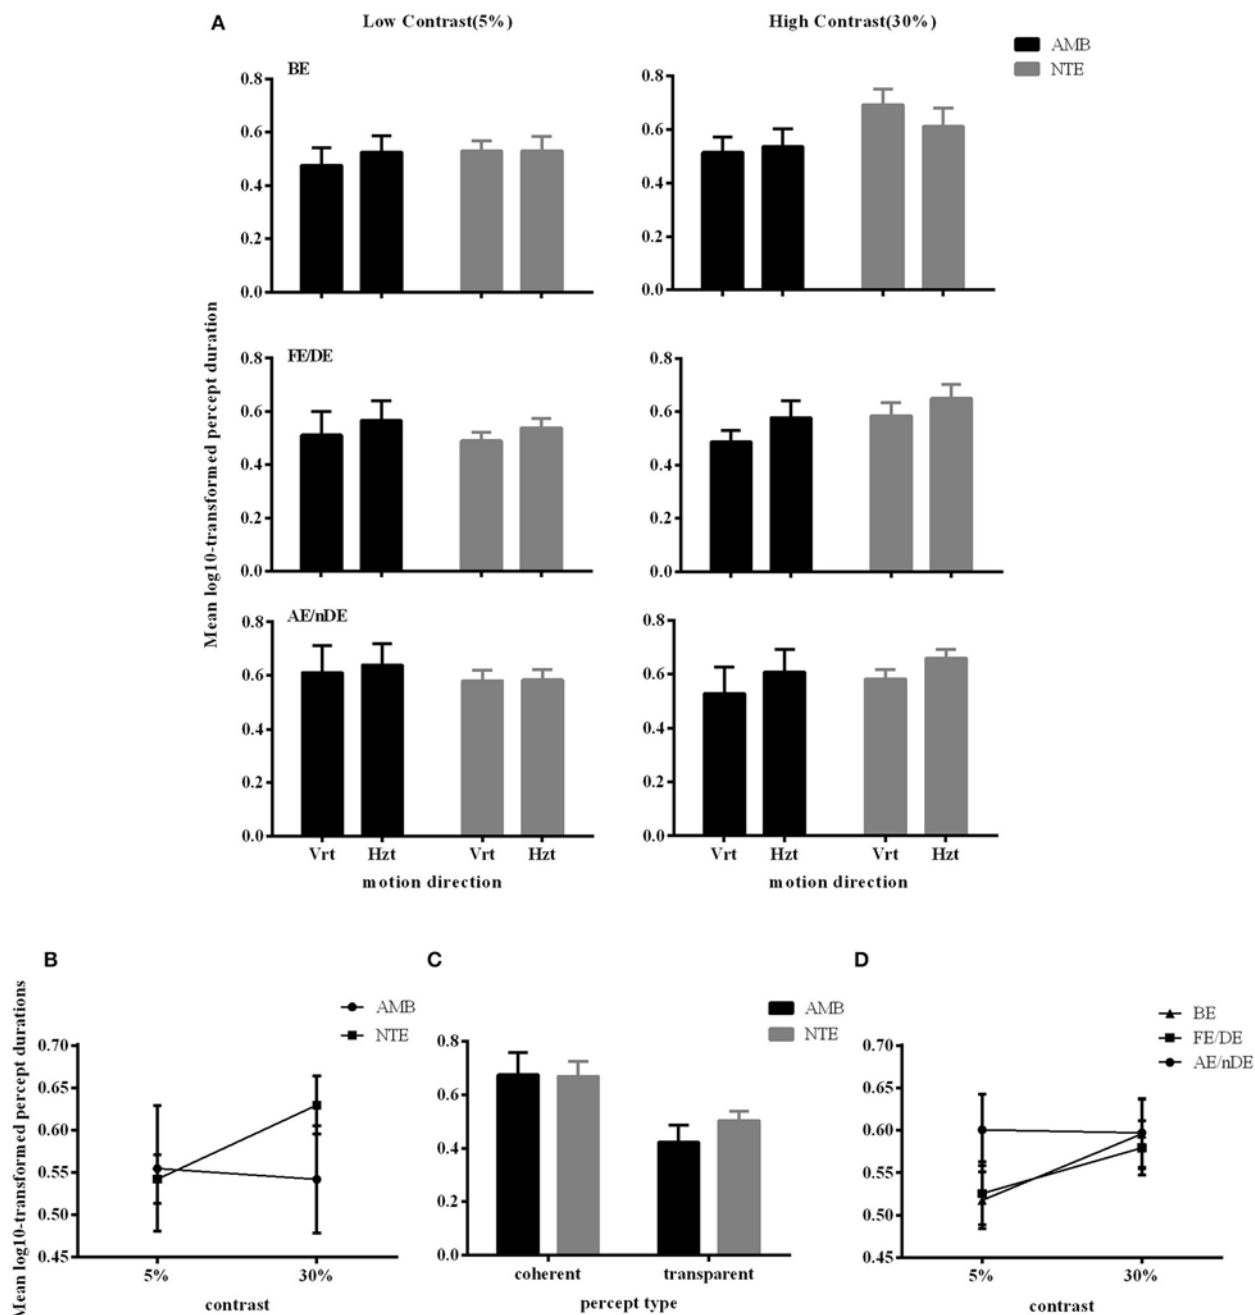 A
Low Contrast(5%)
High Contrast(30%)
AMB
NTE
Mean log10-transformed percept duration
BE
0.8
0.6
0.4
0.2
0.0
0.8
0.6
0.4
0.2
0.0
FE/DE
0.8
0.6
0.4
0.2
0.0
0.8
0.6
0.4
0.2
0.0
AE/nDE
0.8
0.6
0.4
0.2
0.0
Vrt Hzt Vrt Hzt
motion direction
0.8
0.6
0.4
0.2
0.0
Vrt Hzt Vrt Hzt
motion direction
B
Mean log10-transformed percept durations
AMB
NTE
0.70
0.65
0.60
0.55
0.50
0.45
5% 30%
contrast
C
AMB
NTE
0.8
0.6
0.4
0.2
0.0
coherent transparent
percept type
D
BE
FE/DE
AE/nDE
0.70
0.65
0.60
0.55
0.50
0.45
5% 30%
contrast